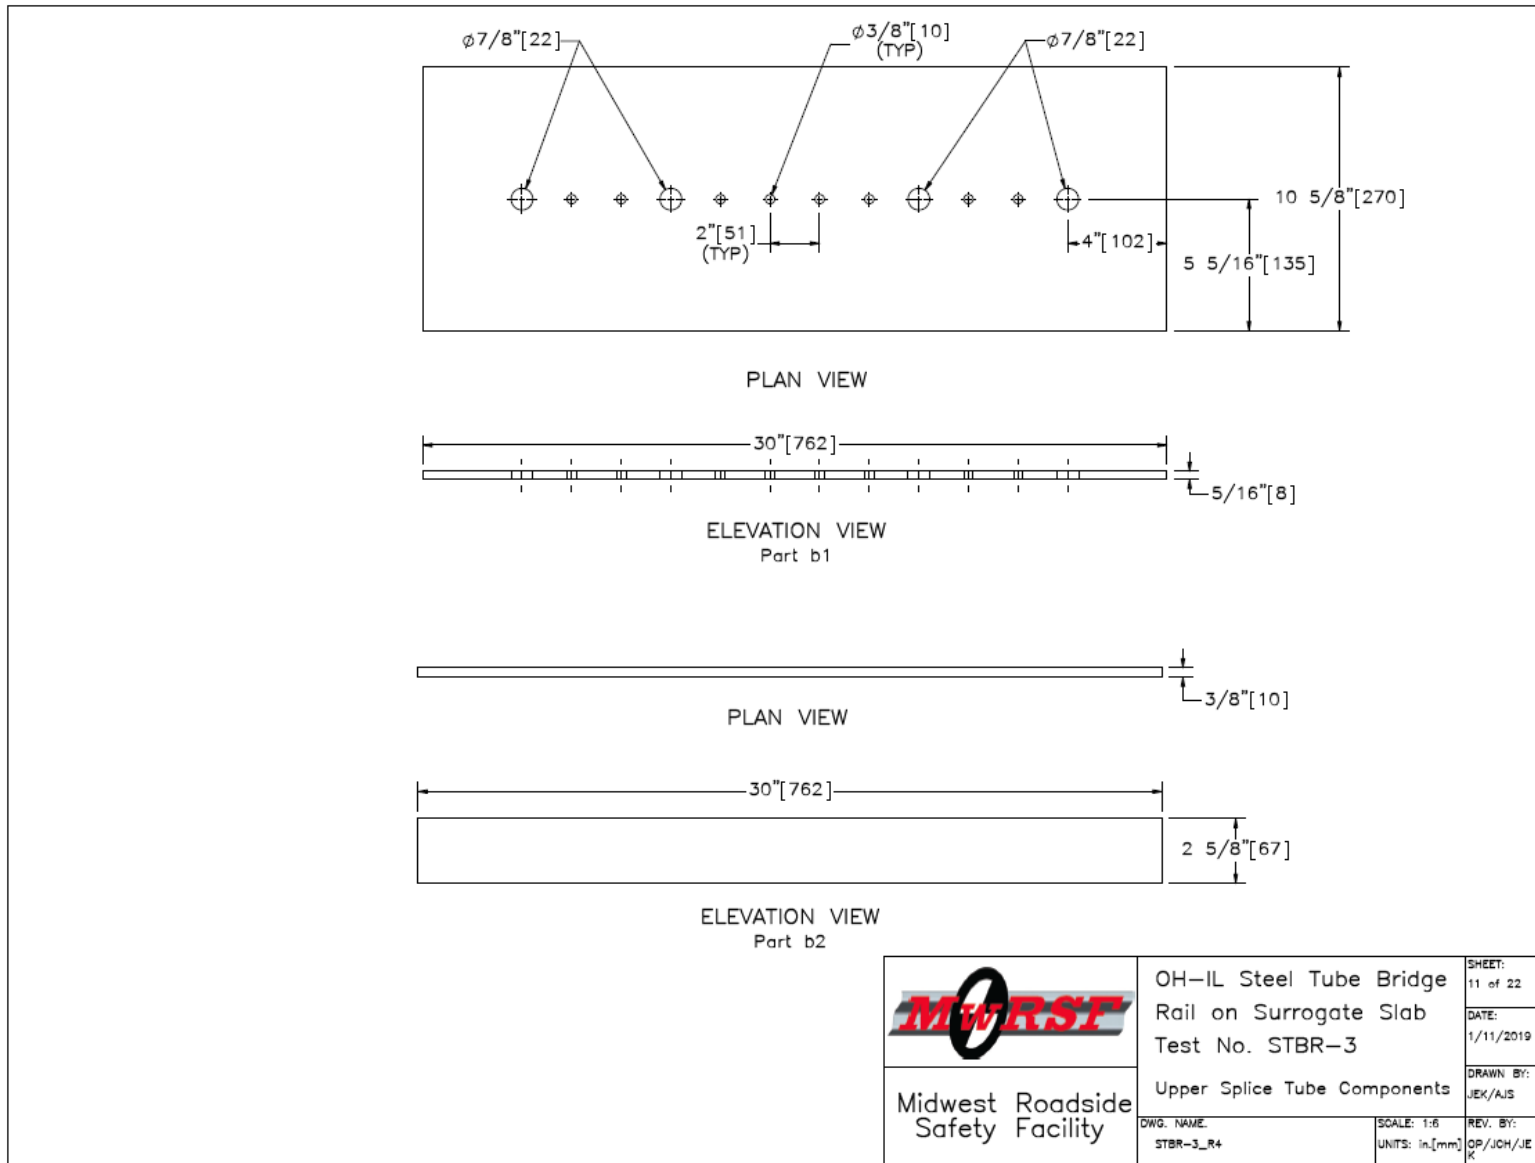 ø7/8"[22]
ø3/8"[10]
(TYP)
ø7/8"[22]
10 5/8"[270]
2"[51]
(TYP)
4"[102]
5 5/16"[135]
PLAN VIEW
30"[762]
5/16"[8]
ELEVATION VIEW
Part b1
3/8"[10]
PLAN VIEW
30"[762]
2 5/8"[67]
ELEVATION VIEW
Part b2
MwRSF
Midwest Roadside
Safety Facility
OH-IL Steel Tube Bridge
Rail on Surrogate Slab
Test No. STBR-3
Upper Splice Tube Components
SHEET:
11 of 22
DATE:
1/11/2019
DRAWN BY:
JEK/AJS
DWG. NAME.
STBR-3_R4
SCALE: 1:6
UNITS: in.[mm]
REV. BY:
OP/JCH/JE
K